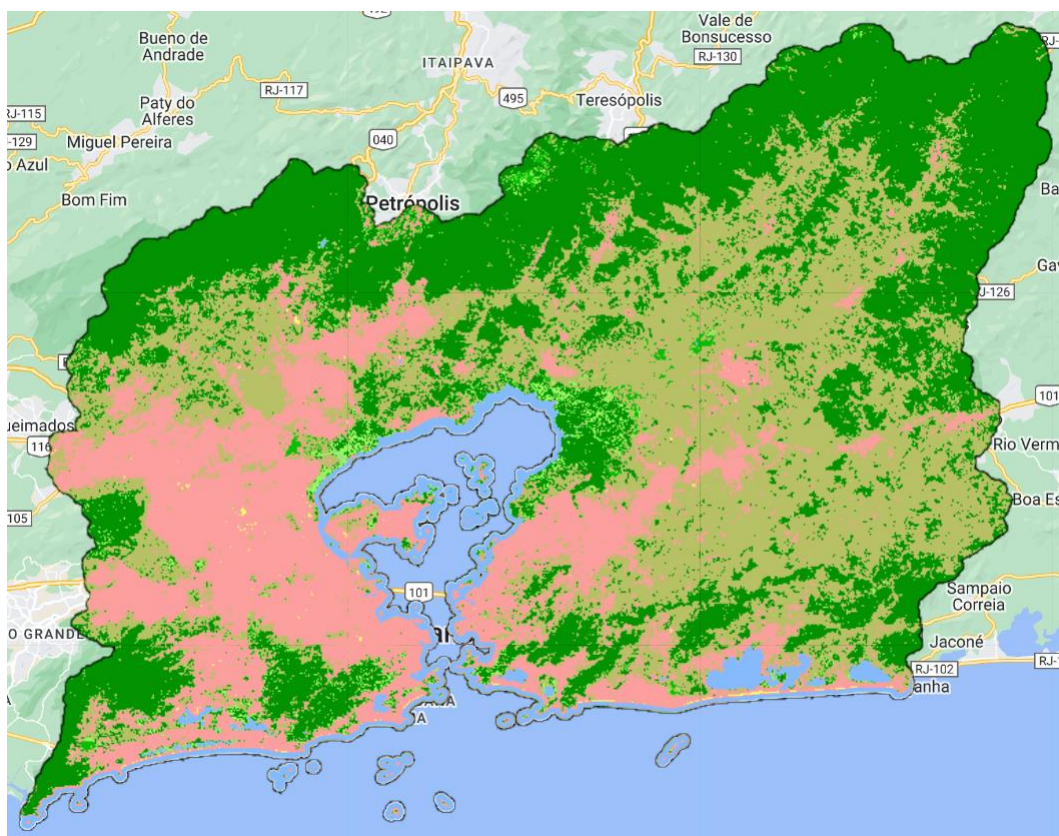 Bueno de
Andrade
Vale de
Bonsucesso
RJ-130
ITAIPAVA
RJ-117
495
Teresópolis
RJ-115
Paty do
Alferes
040
-129
Miguel Pereira
o Azul
Bom Fim
Petrópolis
Ba
Ga
RJ-126
101
ueimados
116
Rio Verm
105
Boa Es
101
O GRANDE
Sampaio
Correia
Jaconé
RJ-102
RJ-1
anha